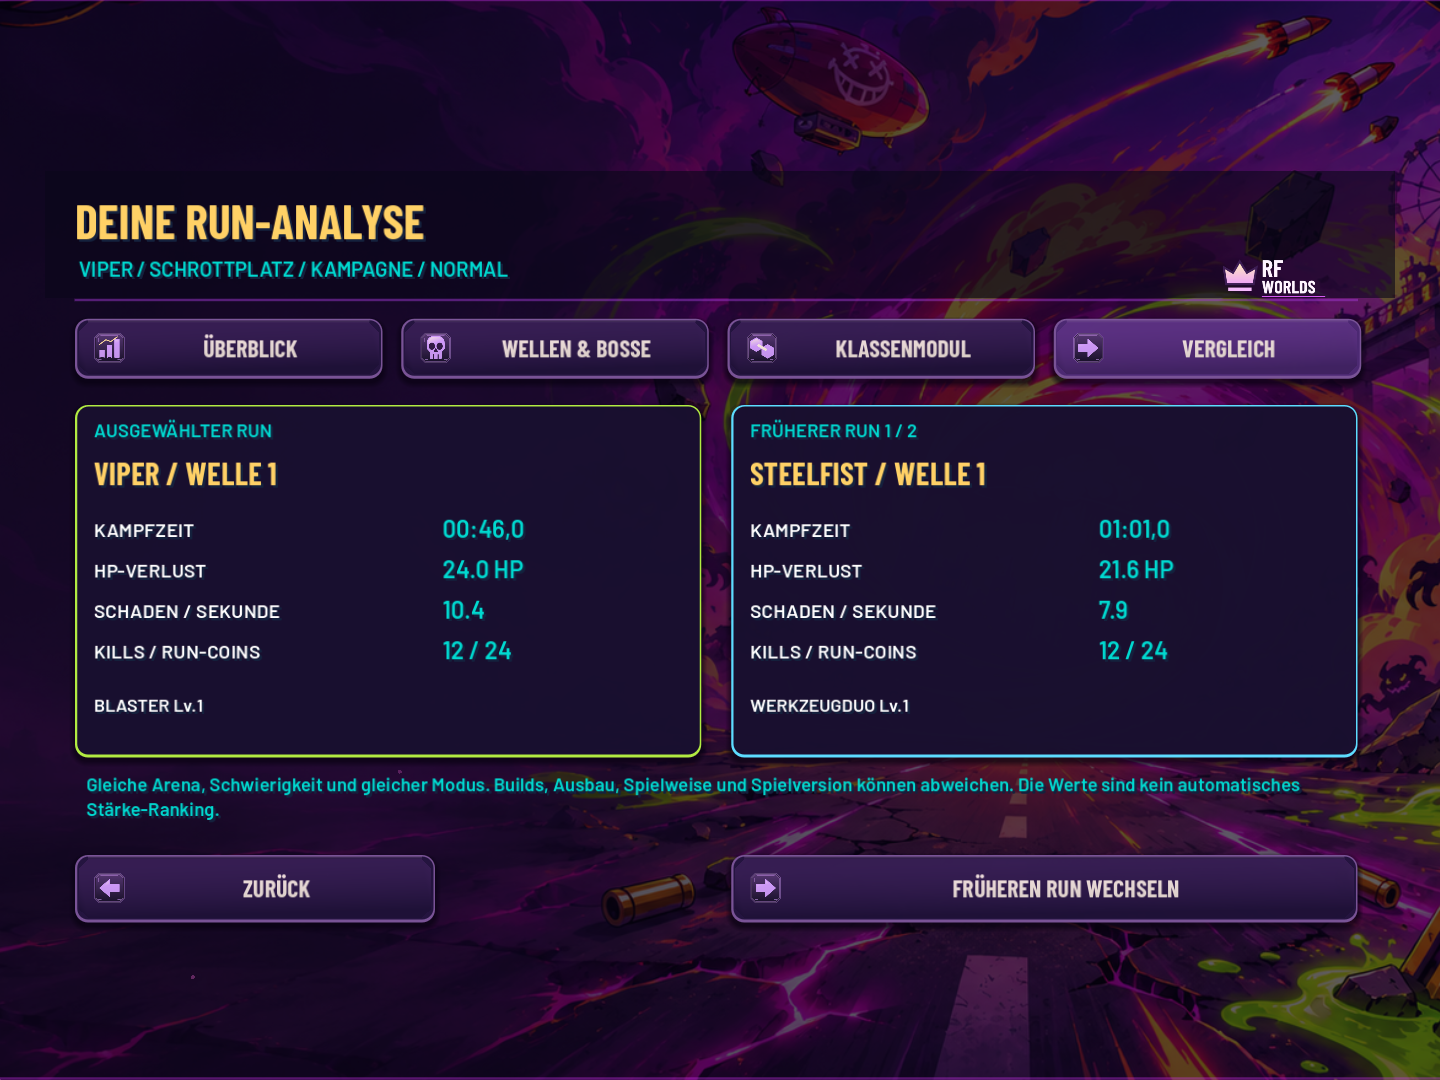 DEINE RUN-ANALYSE
VIPER / SCHROTTPLATZ / KAMPAGNE / NORMAL
RF
WORLDS
ÜBERBLICK
WELLEN & BOSSE
KLASSENMODUL
VERGLEICH
AUSGEWÄHLTER RUN
VIPER / WELLE 1
KAMPFZEIT 00:46,0
HP-VERLUST 24.0 HP
SCHADEN / SEKUNDE 10.4
KILLS / RUN-COINS 12 / 24
BLASTER Lv.1
FRÜHERER RUN 1 / 2
STEELFIST / WELLE 1
KAMPFZEIT 01:01,0
HP-VERLUST 21.6 HP
SCHADEN / SEKUNDE 7.9
KILLS / RUN-COINS 12 / 24
WERKZEUGDUO Lv.1
Gleiche Arena, Schwierigkeit und gleicher Modus. Builds, Ausbau, Spielweise und Spielversion können abweichen. Die Werte sind kein automatisches
Stärke-Ranking.
ZURÜCK
FRÜHEREN RUN WECHSELN